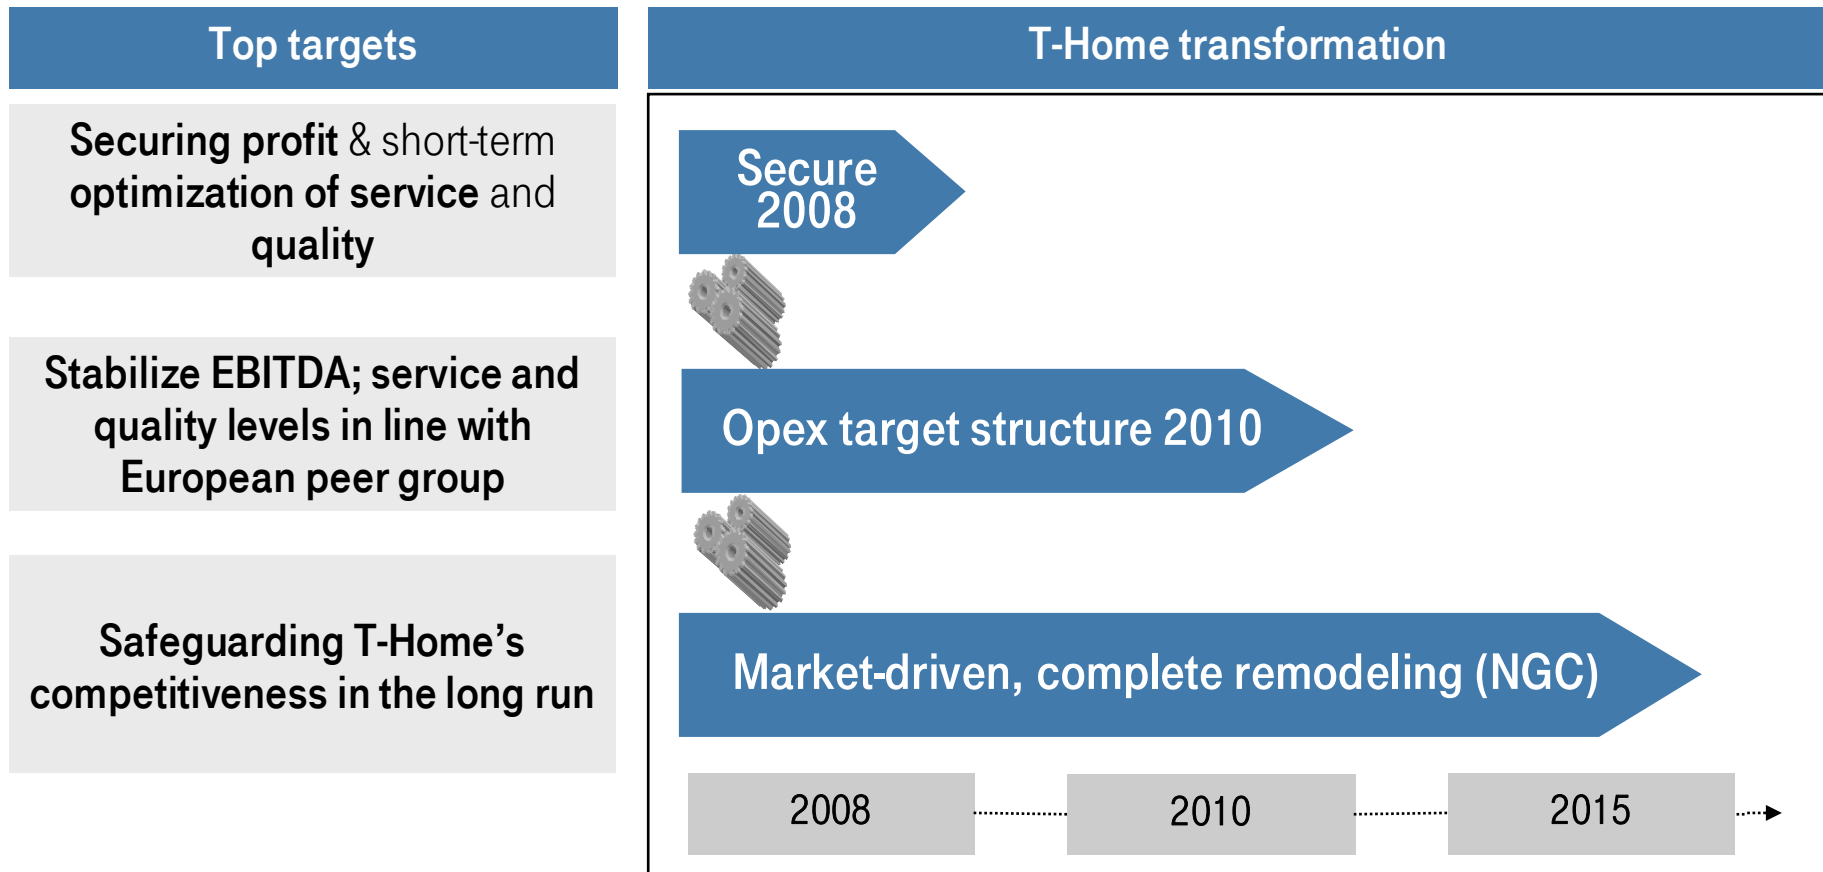 Top targets
T-Home transformation
Securing profit & short-term
optimization of service and
quality
Secure
2008
Stabilize EBITDA; service and
quality levels in line with
European peer group
Opex target structure 2010
Safeguarding T-Home’s
competitiveness in the long run
Market-driven, complete remodeling (NGC)
2008
2010
2015